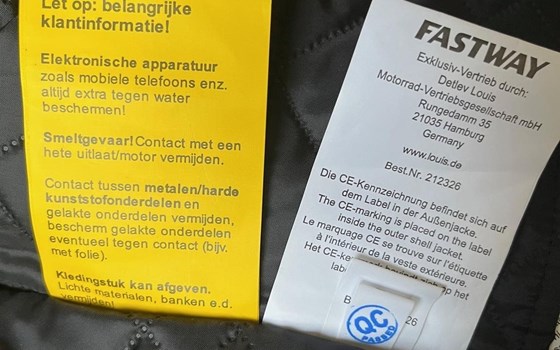 Let op: belangrijke
klantinformatie!
Elektronische apparatuur
zoals mobiele telefoons enz.
altijd extra tegen water
beschermen!
Smeltgevaar! Contact met een
hete uitlaat/motor vermijden.
Contact tussen metalen/harde
kunststofonderdelen en
gelakte onderdelen vermijden,
bescherm gelakte onderdelen
eventueel tegen contact (bijv.
met folie).
Kledingstuk kan afgeven.
Lichte materialen, banken e.d.
vermijden!
FASTWAY
Exklusiv-Vertrieb durch:
Detlev Louis
Motorrad-Vertriebsgesellschaft mbH
Rungedamm 35
21035 Hamburg
Germany
www.louis.de
Best.Nr. 212326
Die CE-Kennzeichnung befindet sich auf
dem Label in der Außenjacke.
The CE-marking is placed on the label
inside the outer shell jacket.
Le marquage CE se trouve sur l'étiquette
à l'intérieur de la veste extérieure.
Het op het
QC
PASSED